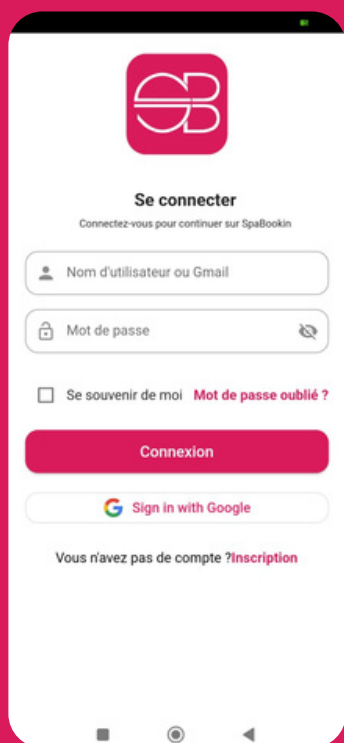 SB
Se connecter
Connectez-vous pour continuer sur SpaBookin
Nom d'utilisateur ou Gmail
Mot de passe
Se souvenir de moi Mot de passe oublié ?
Connexion
G Sign in with Google
Vous n'avez pas de compte ?Inscription